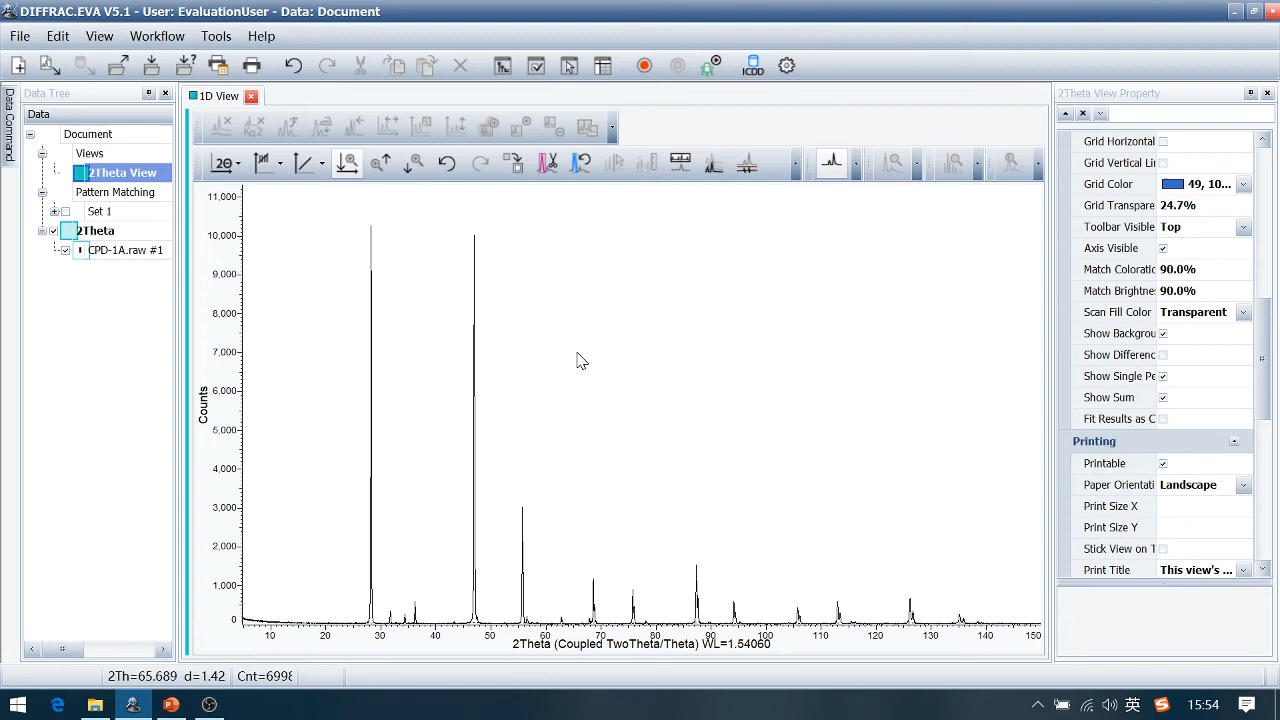 DIFFRAC.EVA V5.1 - User: EvaluationUser - Data: Document
File Edit View Workflow Tools Help
ICDD
Data Command
Data Tree
Data
Document
Views
2Theta View
Pattern Matching
Set 1
2Theta
CPD-1A.raw #1
1D View
2θ
Kα2
11,000
10,000
9,000
8,000
7,000
6,000
5,000
4,000
3,000
2,000
1,000
0
Counts
10 20 30 40 50 60 70 80 90 100 110 120 130 140 150
2Theta (Coupled TwoTheta/Theta) WL=1.54060
2Theta View Property
Grid Horizontal
Grid Vertical Lin
Grid Color 49, 10...
Grid Transpare 24.7%
Toolbar Visible Top
Axis Visible
Match Coloratio 90.0%
Match Brightne 90.0%
Scan Fill Color Transparent
Show Backgrou
Show Differenc
Show Single Pe
Show Sum
Fit Results as C
Printing
Printable
Paper Orientati Landscape
Print Size X
Print Size Y
Stick View on T
Print Title This view's ...
2Th=65.689 d=1.42 Cnt=6998
英
15:54